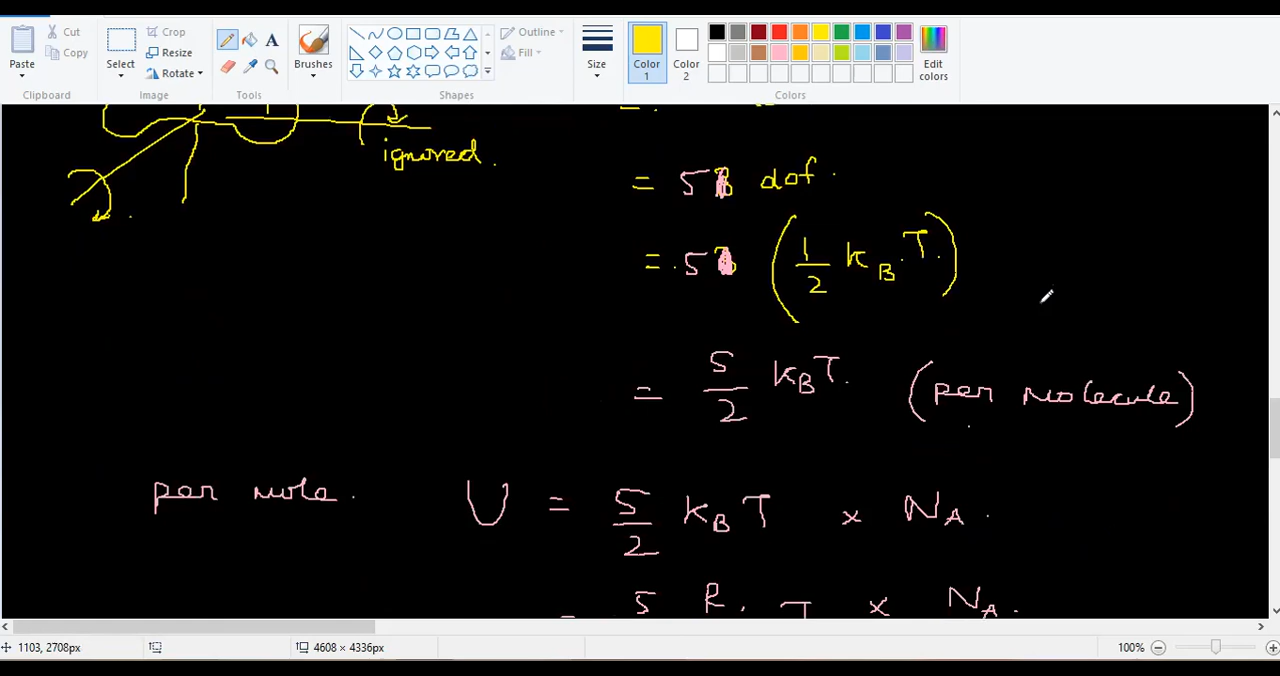 Cut
Copy
Paste
Clipboard
Select
Crop
Resize
Rotate
Image
A
Tools
Brushes
Outline
Fill
Shapes
Size
Color 1
Color 2
Edit colors
Colors
ignored.
= 5 dof.
= 5 (1/2 k_B T)
= 5/2 k_B T. (per molecule)
per mole. U = 5/2 k_B T x N_A.
= 5 R. T x N_A.
1103, 2708px
4608 × 4336px
100%